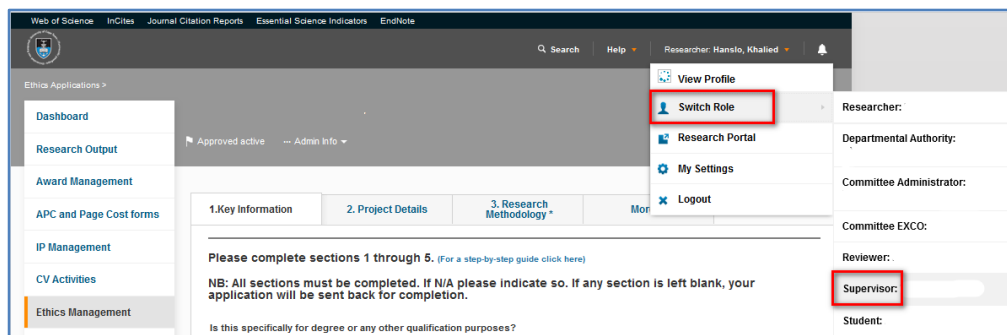 Web of Science InCites Journal Citation Reports Essential Science Indicators EndNote
Search Help Researcher: Hanslo, Khalied
Ethics Applications >
View Profile
Switch Role
Research Portal
My Settings
Logout
Researcher:
Departmental Authority:
Committee Administrator:
Committee EXCO:
Reviewer:
Supervisor:
Student:
Dashboard
Research Output
Award Management
APC and Page Cost forms
IP Management
CV Activities
Ethics Management
Approved active ··· Admin Info
1.Key Information
2. Project Details
3. Research
Methodology *
Mor
Please complete sections 1 through 5. (For a step-by-step guide click here)
NB: All sections must be completed. If N/A please indicate so. If any section is left blank, your
application will be sent back for completion.
Is this specifically for degree or any other qualification purposes?